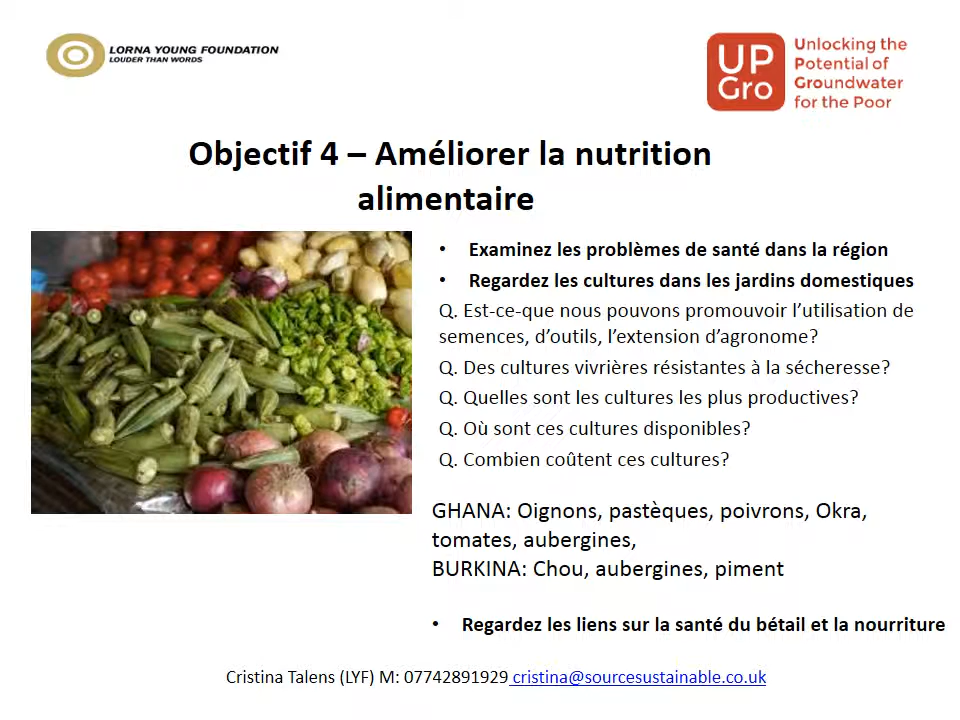 LORNA YOUNG FOUNDATION
LOUDER THAN WORDS
UP
Gro
Unlocking the
Potential of
Groundwater
for the Poor
Objectif 4 – Améliorer la nutrition
alimentaire
• Examinez les problèmes de santé dans la région
• Regardez les cultures dans les jardins domestiques
Q. Est-ce-que nous pouvons promouvoir l’utilisation de
semences, d’outils, l’extension d’agronome?
Q. Des cultures vivrières résistantes à la sécheresse?
Q. Quelles sont les cultures les plus productives?
Q. Où sont ces cultures disponibles?
Q. Combien coûtent ces cultures?
GHANA: Oignons, pastèques, poivrons, Okra,
tomates, aubergines,
BURKINA: Chou, aubergines, piment
• Regardez les liens sur la santé du bétail et la nourriture
Cristina Talens (LYF) M: 07742891929 cristina@sourcesustainable.co.uk